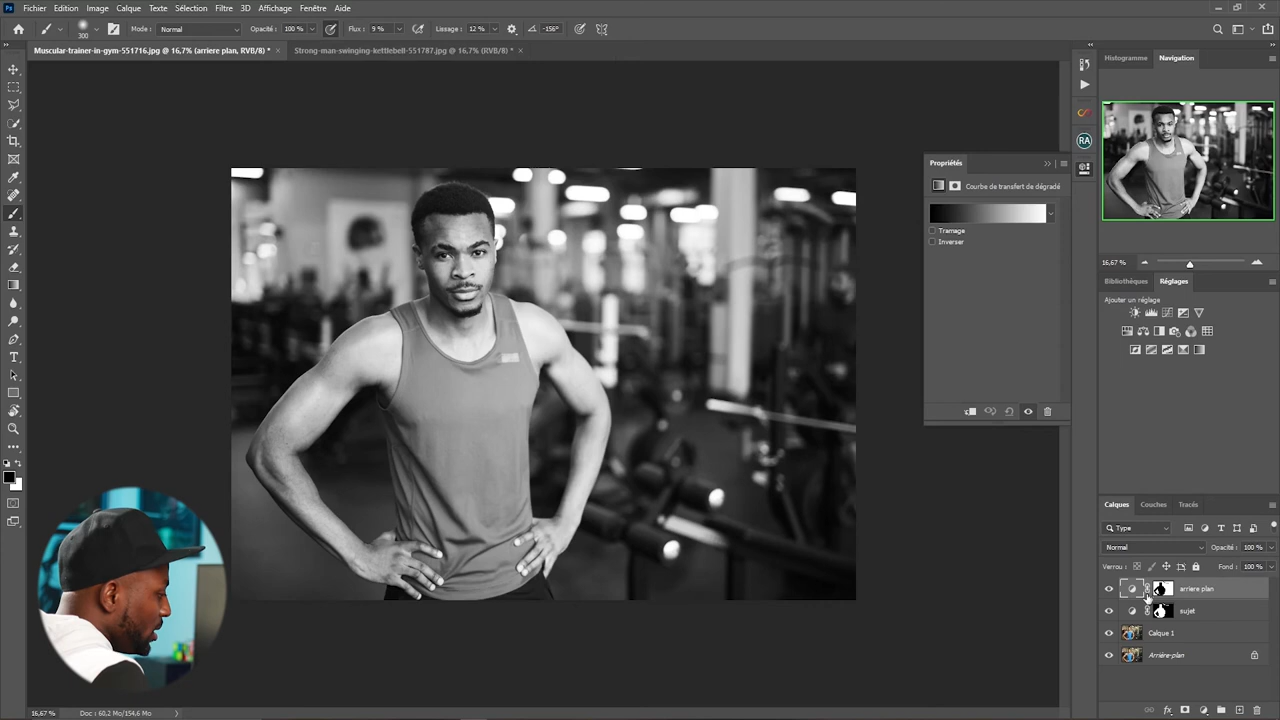 Ps Fichier Edition Image Calque Texte Sélection Filtre 3D Affichage Fenêtre Aide
300 Mode : Normal Opacité : 100 % Flux : 9 % Lissage : 12 % -156°
Muscular-trainer-in-gym-551716.jpg @ 16,7% (arriere plan, RVB/8) * × Strong-man-swinging-kettlebell-551787.jpg @ 16,7% (RVB/8) * ×
Histogramme Navigation
RA
Propriétés
Courbe de transfert de dégradé
Tramage
Inverser
16,67 %
Bibliothèques Réglages
Ajouter un réglage
Calques Couches Tracés
Type
Normal Opacité : 100 %
Verrou : Fond : 100 %
arriere plan
sujet
Calque 1
Arrière-plan
16,67 % Doc : 60,2 Mo/154,6 Mo